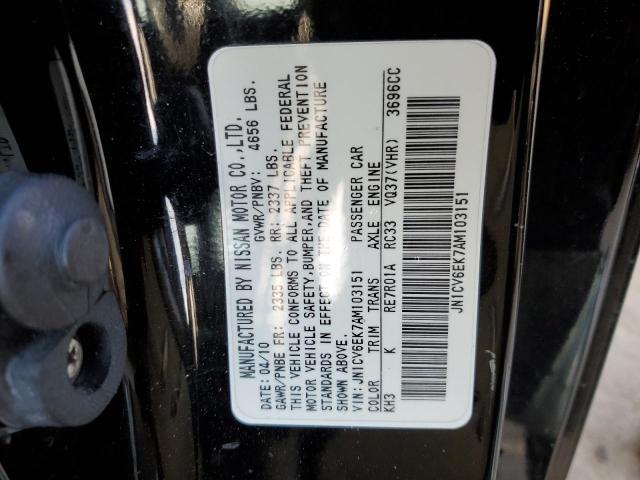 MANUFACTURED BY NISSAN MOTOR CO.,LTD.
DATE: 04/10 GVWR/PNBV: 4656 LBS.
GAWR/PNBE FR: 2335 LBS. RR: 2337 LBS.
THIS VEHICLE CONFORMS TO ALL APPLICABLE FEDERAL
MOTOR VEHICLE SAFETY, BUMPER, AND THEFT PREVENTION
STANDARDS IN EFFECT ON THE DATE OF MANUFACTURE
SHOWN ABOVE.
VIN: JN1CV6EK7AM103151 PASSENGER CAR
COLOR TRIM TRANS AXLE ENGINE
KH3 K RE7R01A RC33 VQ37(VHR) 3696CC
JN1CV6EK7AM103151